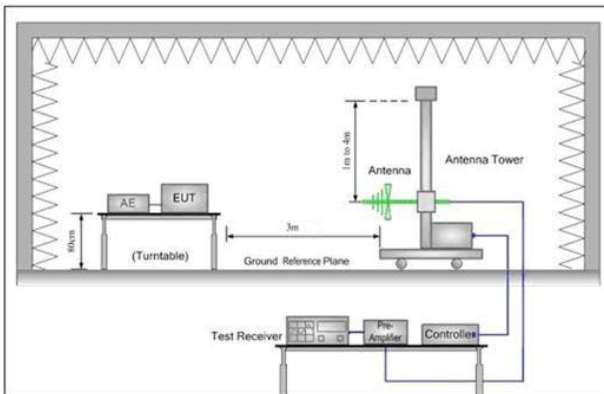 1m to 4m
Antenna
Antenna Tower
AE
EUT
80cm
(Turntable)
3m
Ground Reference Plane
Test Receiver
Pre-
Amplifier
Controller